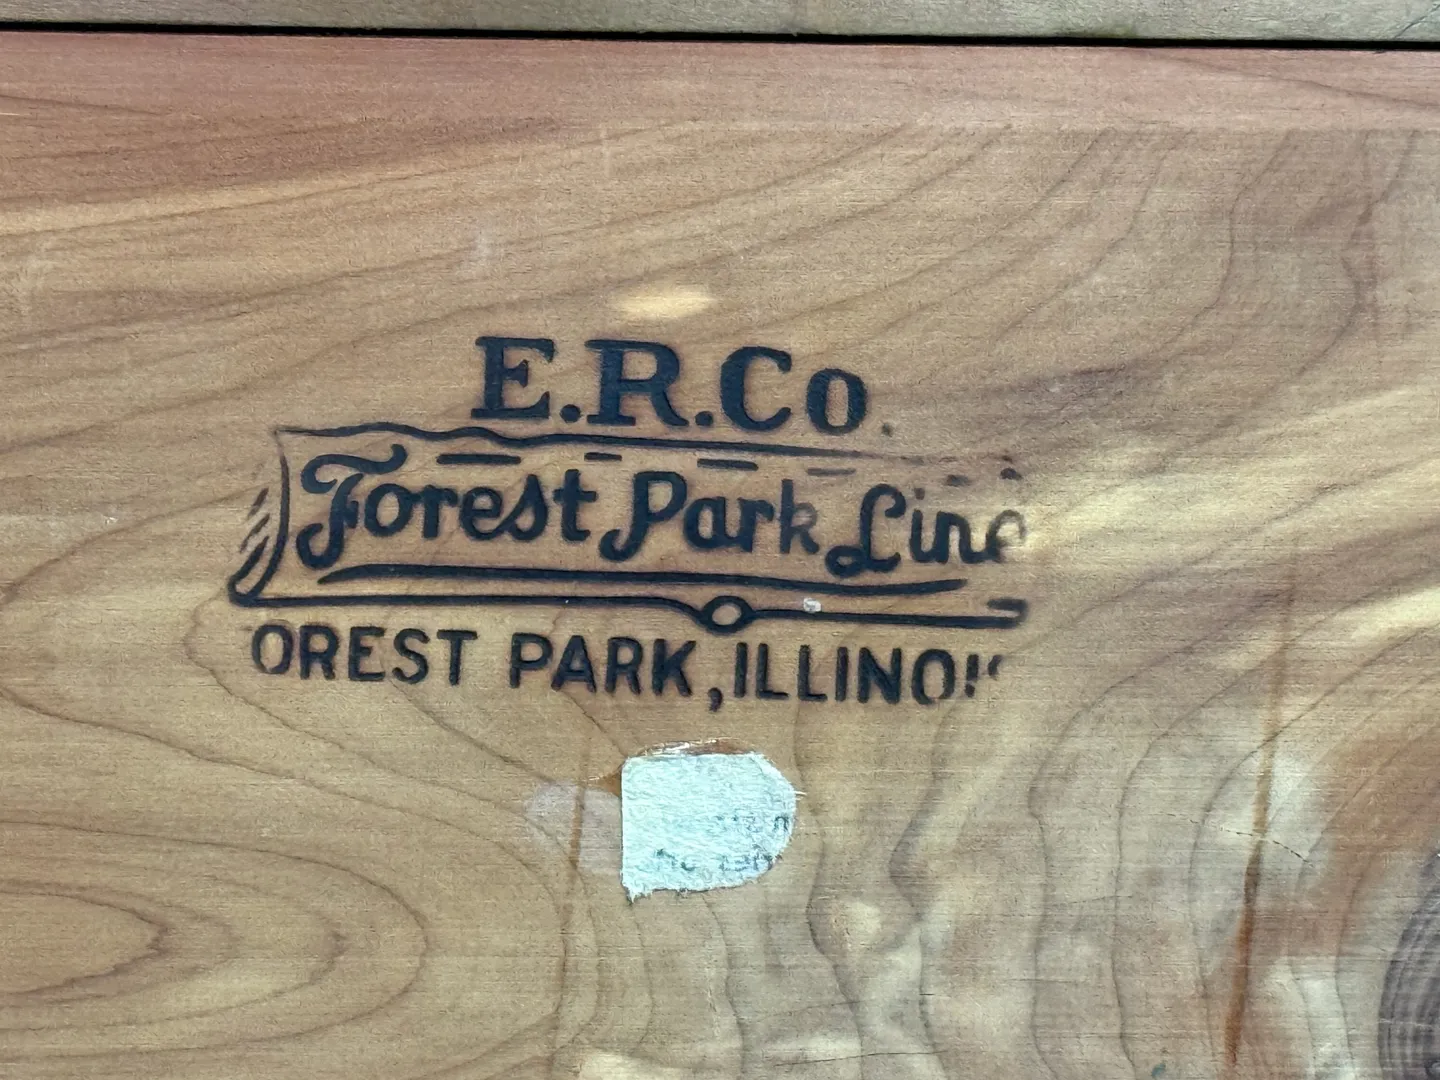 E.R.Co.
Forest Park Line
OREST PARK, ILLINOI